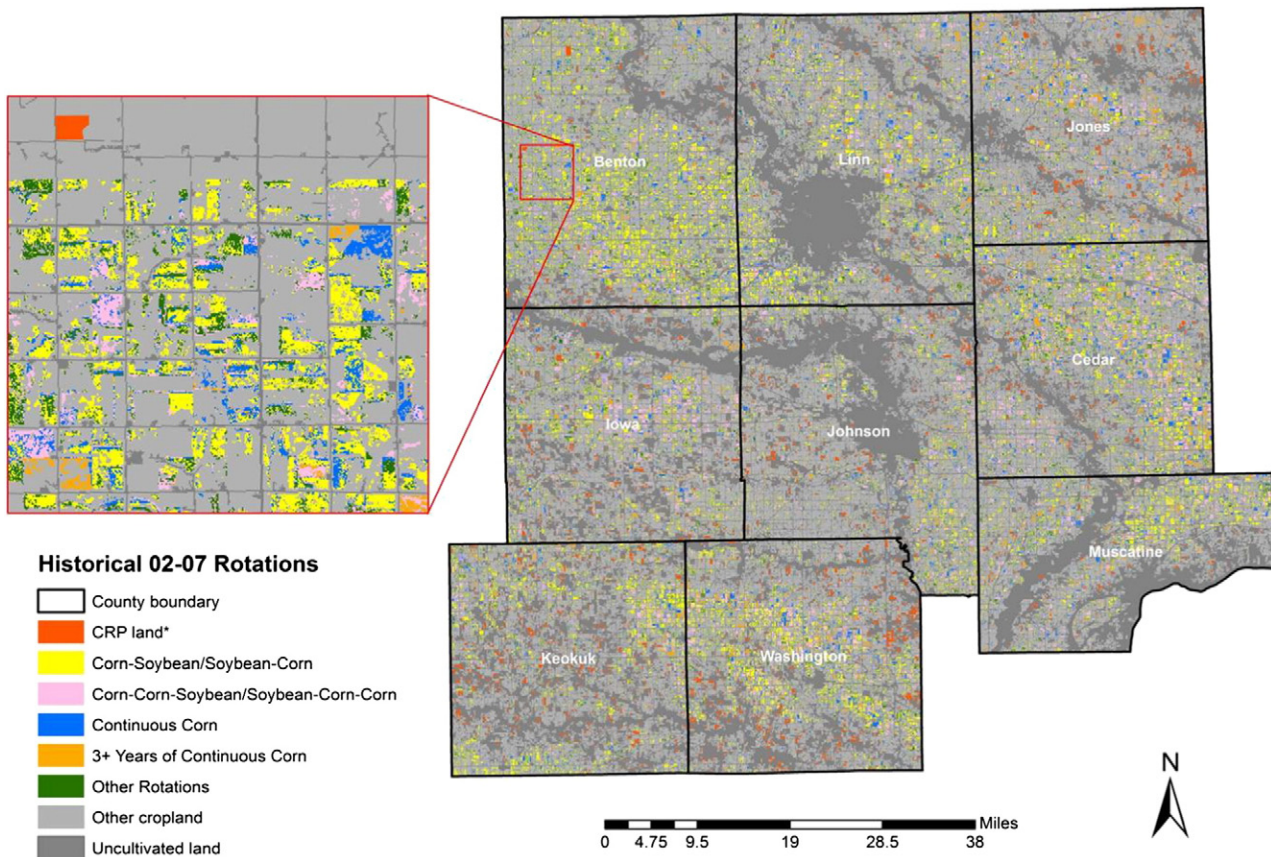 Benton
Linn
Jones
Iowa
Johnson
Cedar
Keokuk
Washington
Muscatine
Historical 02-07 Rotations
County boundary
CRP land*
Corn-Soybean/Soybean-Corn
Corn-Corn-Soybean/Soybean-Corn-Corn
Continuous Corn
3+ Years of Continuous Corn
Other Rotations
Other cropland
Uncultivated land
N
Miles
0 4.75 9.5 19 28.5 38